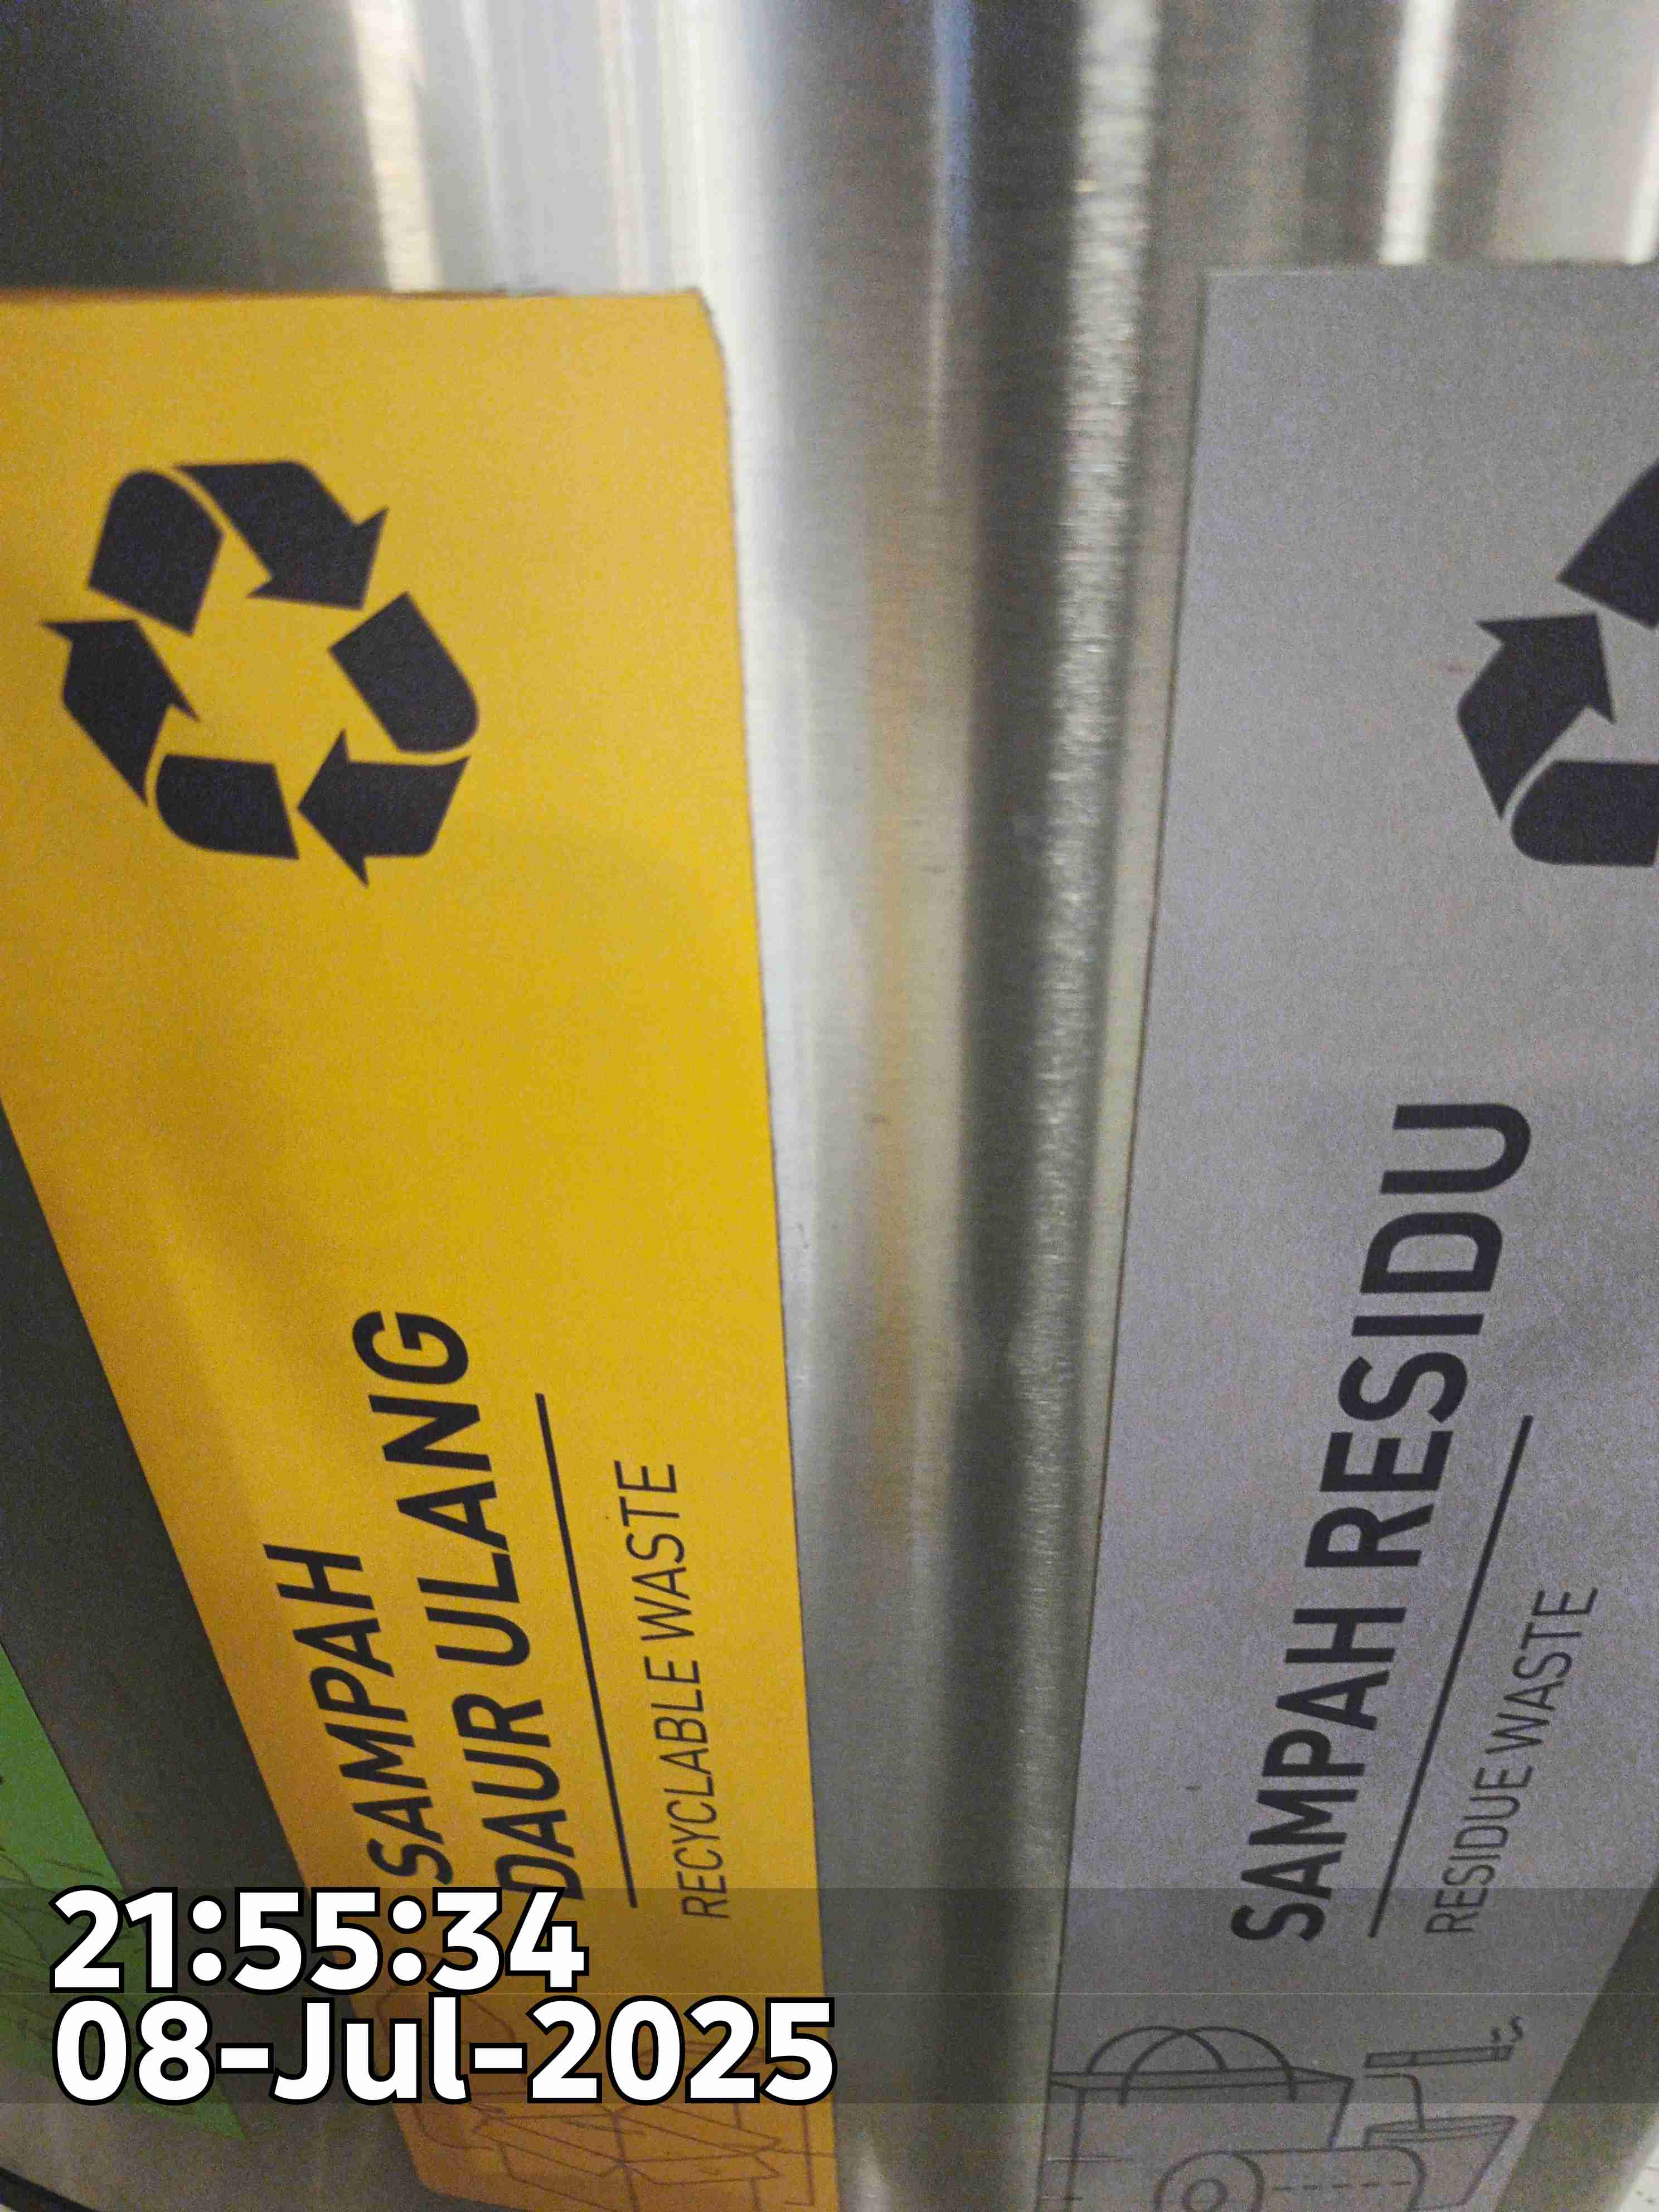 SAMPAH
DAUR ULANG
RECYCLABLE WASTE
SAMPAH RESIDU
RESIDUE WASTE
21:55:34
08-Jul-2025